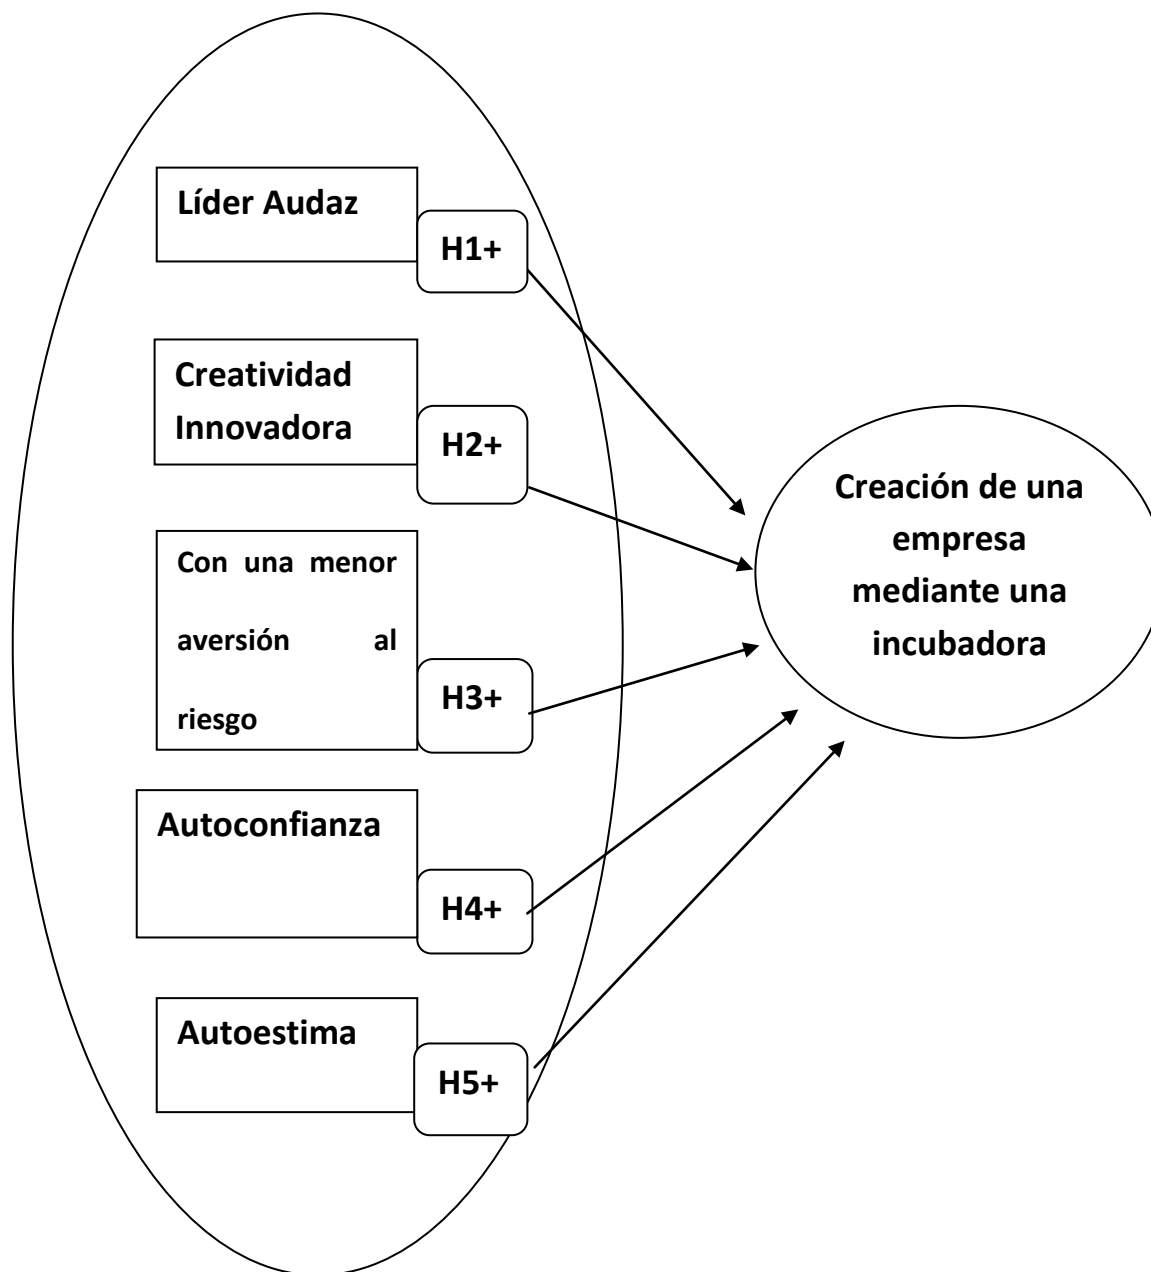 Líder Audaz
H1+
Creatividad
Innovadora
H2+
Con una menor
aversión al
riesgo
H3+
Autoconfianza
H4+
Autoestima
H5+
Creación de una
empresa
mediante una
incubadora